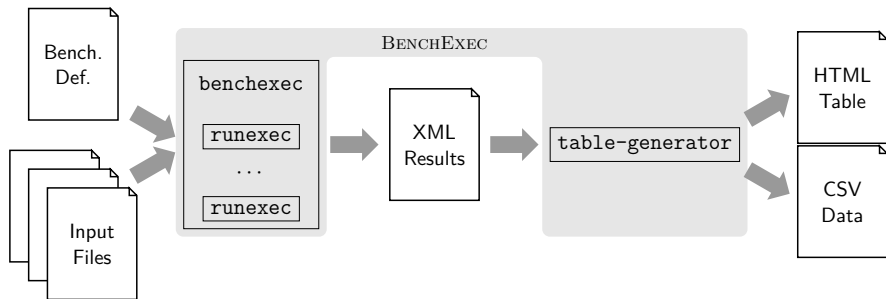 Bench.
Def.
Input
Files
BENCHEXEC
benchexec
runexec
...
runexec
XML
Results
table-generator
HTML
Table
CSV
Data